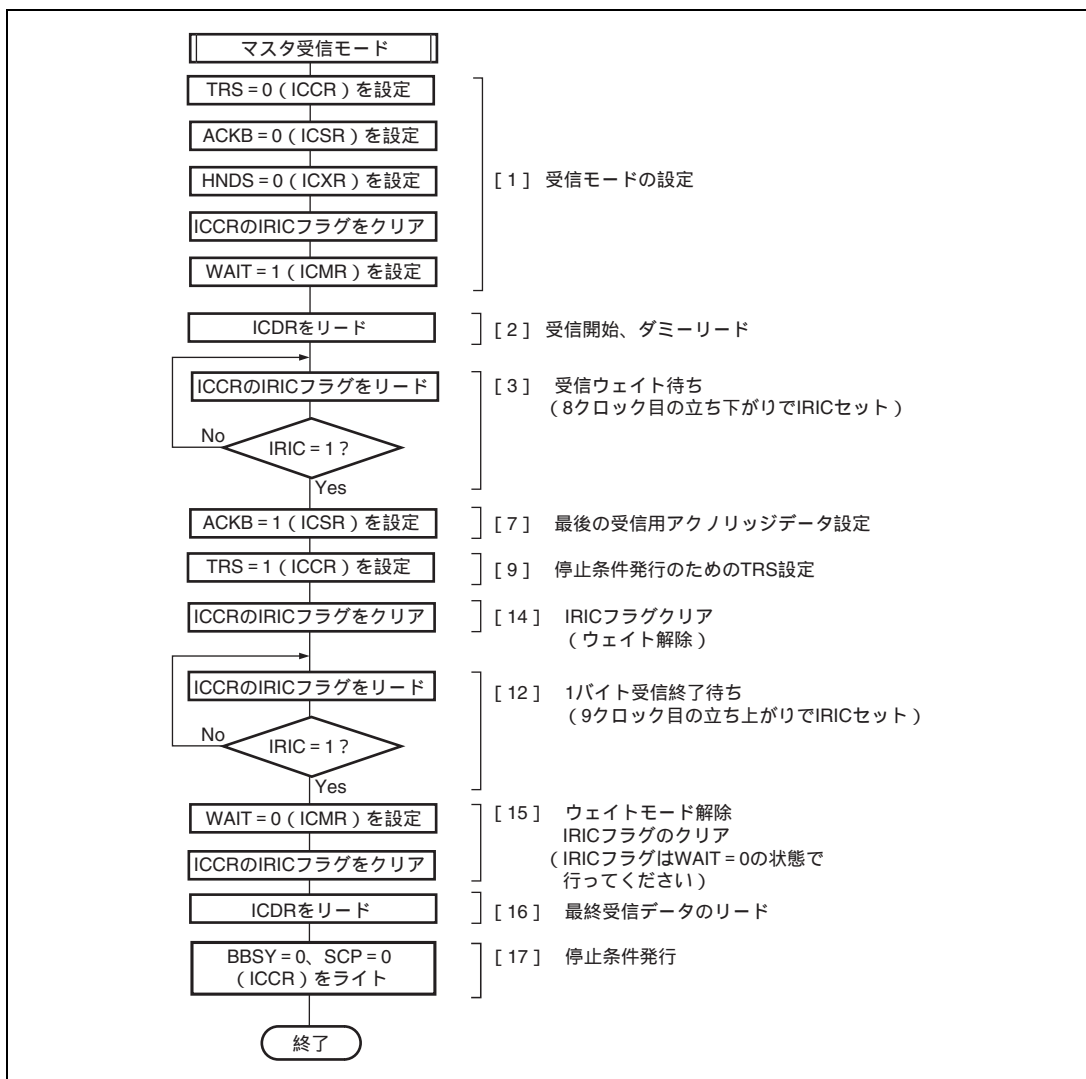 マスタ受信モード
TRS = 0 ( ICCR ) を設定
ACKB = 0 ( ICSR ) を設定
HNDS = 0 ( ICXR ) を設定
ICCRのIRICフラグをクリア
WAIT = 1 ( ICMR ) を設定
[ 1 ] 受信モードの設定
ICDRをリード
[ 2 ] 受信開始、ダミーリード
ICCRのIRICフラグをリード
[ 3 ] 受信ウェイト待ち
( 8クロック目の立ち下がりでIRICセット )
No
IRIC = 1 ?
Yes
ACKB = 1 ( ICSR ) を設定
[ 7 ] 最後の受信用アクノリッジデータ設定
TRS = 1 ( ICCR ) を設定
[ 9 ] 停止条件発行のためのTRS設定
ICCRのIRICフラグをクリア
[ 14 ] IRICフラグクリア
( ウェイト解除 )
ICCRのIRICフラグをリード
[ 12 ] 1バイト受信終了待ち
( 9クロック目の立ち上がりでIRICセット )
No
IRIC = 1 ?
Yes
WAIT = 0 ( ICMR ) を設定
ICCRのIRICフラグをクリア
[ 15 ] ウェイトモード解除
IRICフラグのクリア
( IRICフラグはWAIT = 0の状態で
行ってください )
ICDRをリード
[ 16 ] 最終受信データのリード
BBSY = 0、SCP = 0
( ICCR ) をライト
[ 17 ] 停止条件発行
終了